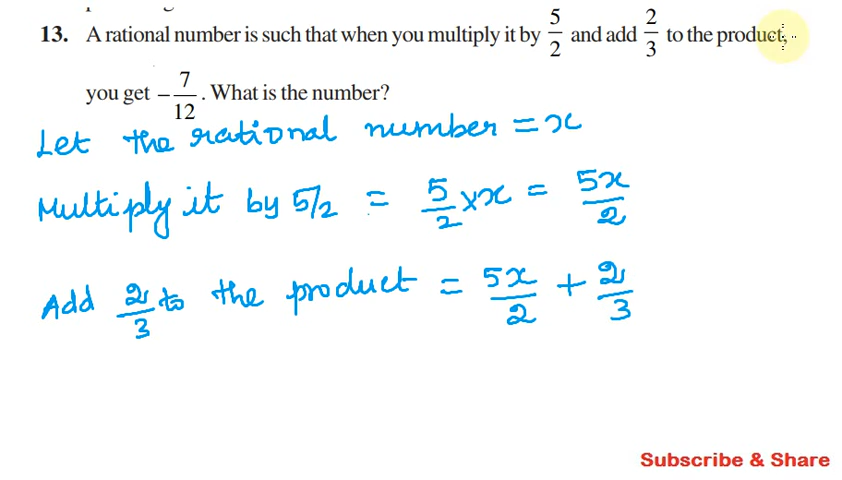 13. A rational number is such that when you multiply it by 5/2 and add 2/3 to the product,
you get −7/12. What is the number?
Let the rational number = x
Multiply it by 5/2 = 5/2 × x = 5x/2
Add 2/3 to the product = 5x/2 + 2/3
Subscribe & Share